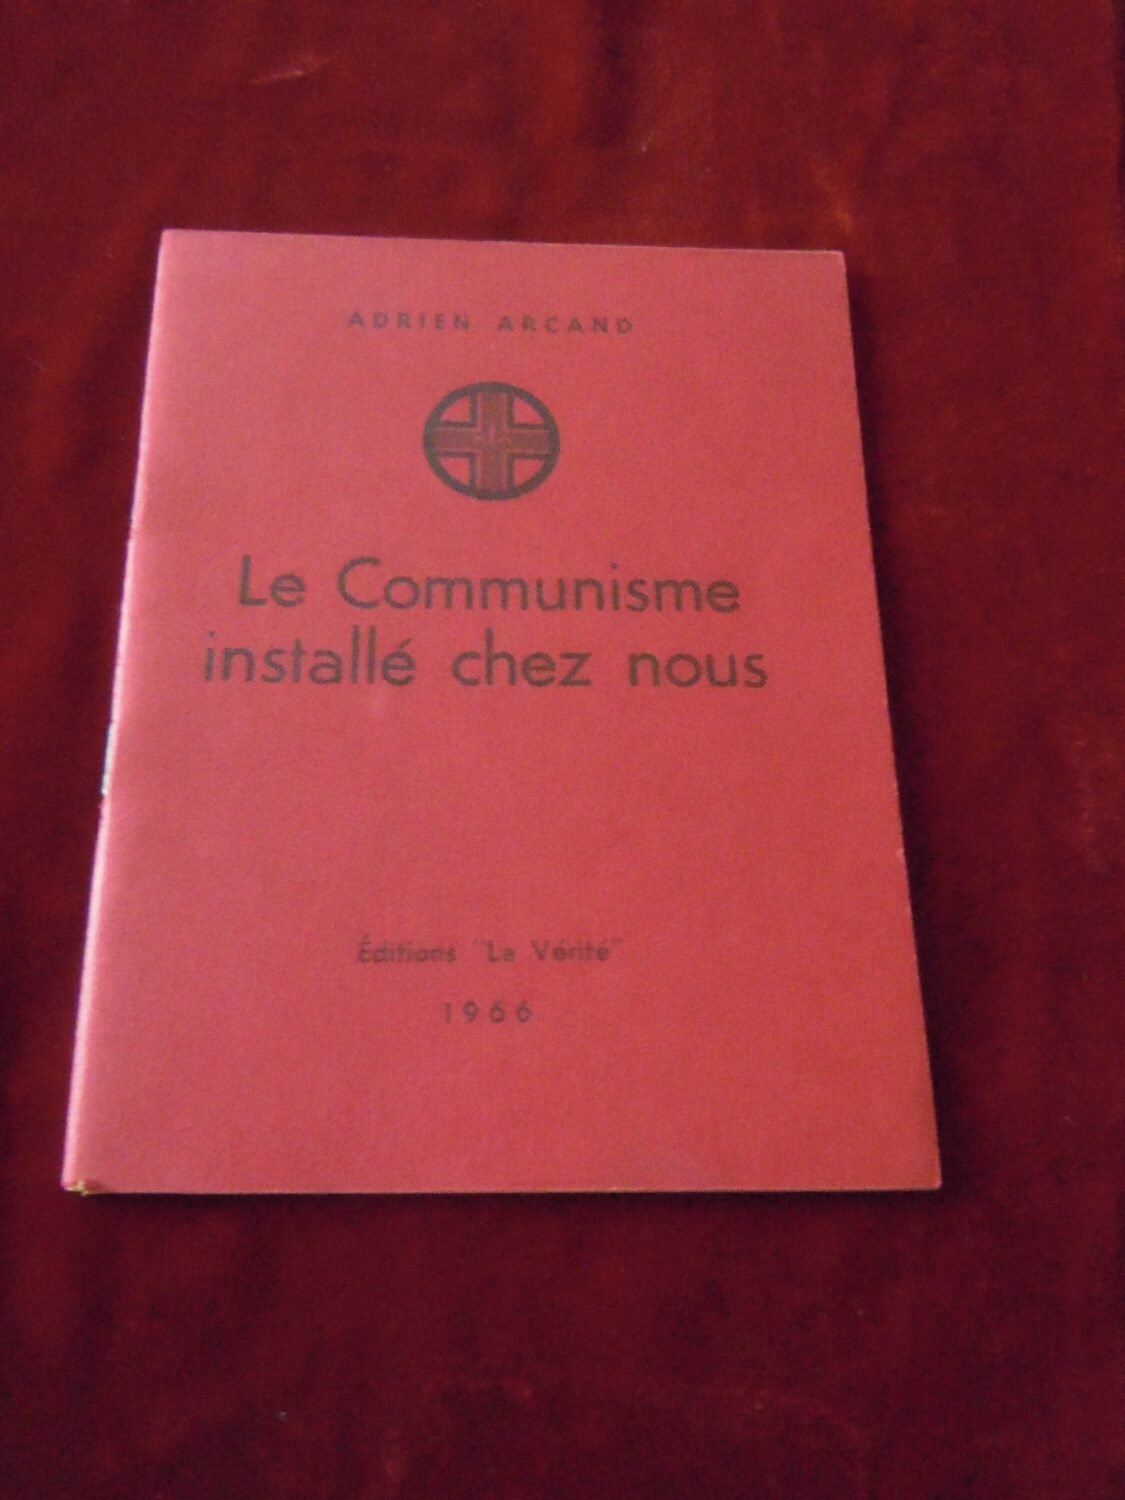 ADRIEN ARCAND
Le Communisme
installé chez nous
Éditions "La Vérité"
1966